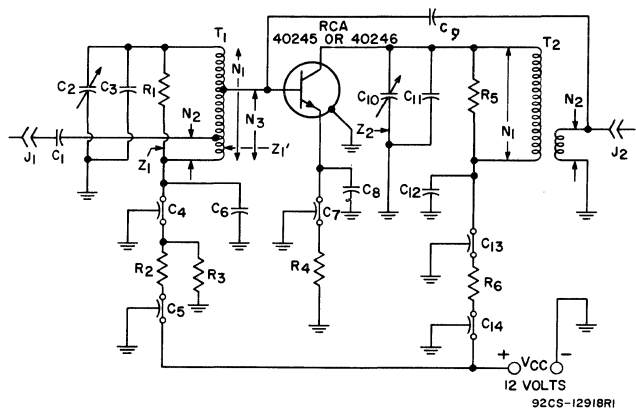 RCA
40245 OR 40246
C9
T1
T2
C2
C3
R1
N1
N2
N3
C10
C11
R5
N1
N2
J1
C1
Z1
Z1'
Z2
J2
C4
C6
C7
C8
C12
R2
R3
R4
C13
R6
C5
C14
+ VCC -
12 VOLTS
92CS-12918R1